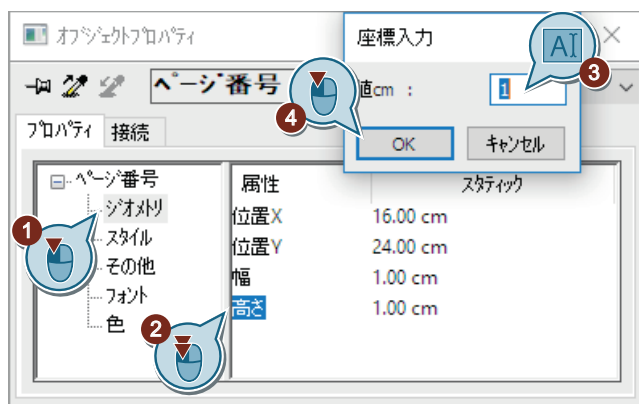 オブジェクトプロパティ
ページ番号
座標入力
値cm :
1
OK
キャンセル
プロパティ
接続
ページ番号
ジオメトリ
スタイル
その他
フォント
色
属性
スタティック
位置X
16.00 cm
位置Y
24.00 cm
幅
1.00 cm
高さ
1.00 cm
1
2
3
4
AI